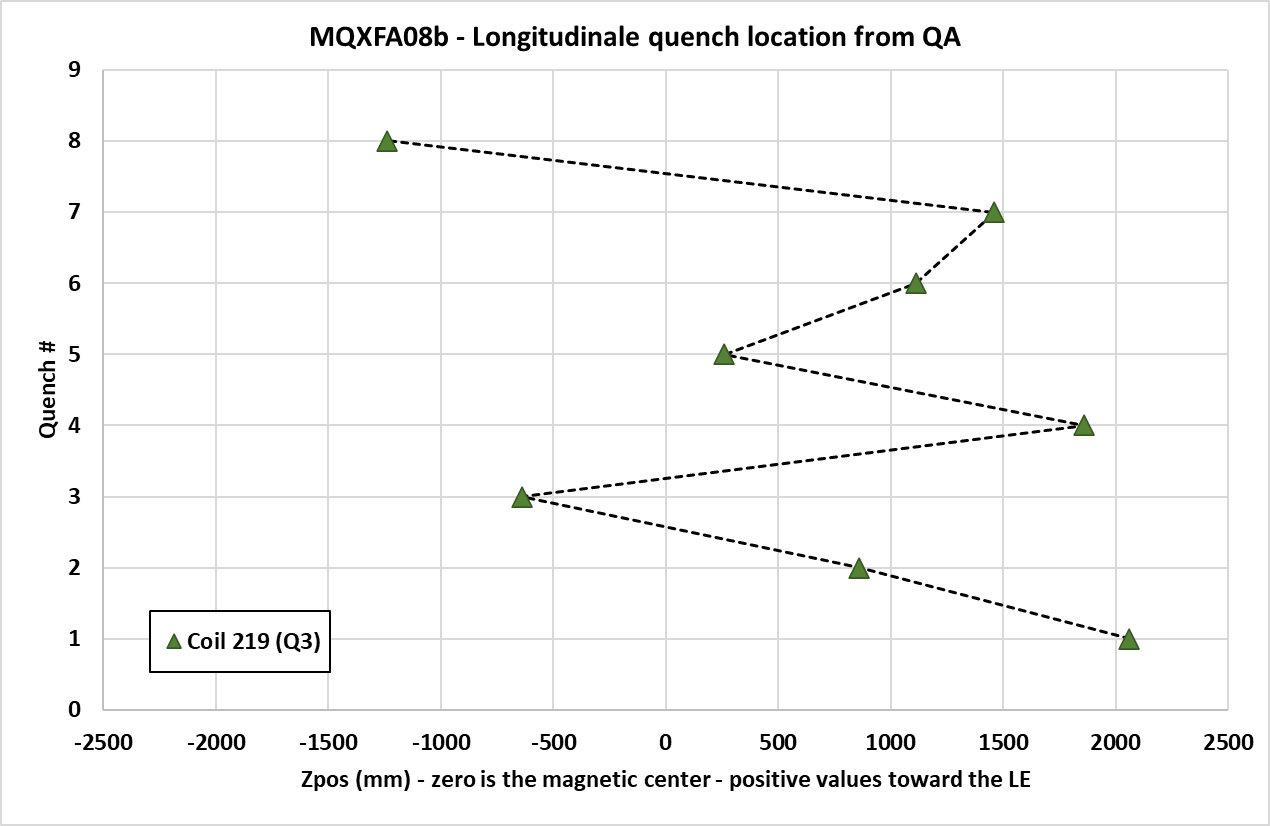 MQXFA08b - Longitudinale quench location from QA
9
8
7
6
5
4
3
2
1
0
Quench #
Coil 219 (Q3)
-2500 -2000 -1500 -1000 -500 0 500 1000 1500 2000 2500
Zpos (mm) - zero is the magnetic center - positive values toward the LE